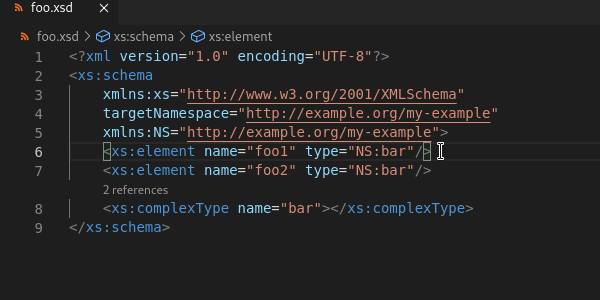 foo.xsd ×
foo.xsd > xs:schema > xs:element
1 <?xml version="1.0" encoding="UTF-8"?>
2 <xs:schema
3 xmlns:xs="http://www.w3.org/2001/XMLSchema"
4 targetNamespace="http://example.org/my-example"
5 xmlns:NS="http://example.org/my-example">
6 <xs:element name="foo1" type="NS:bar"/>
7 <xs:element name="foo2" type="NS:bar"/>
2 references
8 <xs:complexType name="bar"></xs:complexType>
9 </xs:schema>